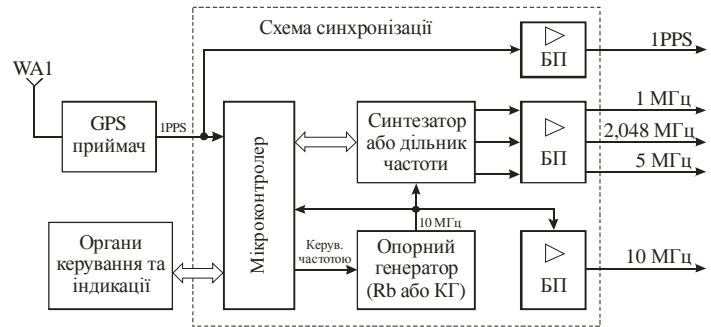 Схема синхронізації
1PPS
БП
WA1
GPS
приймач
1PPS
Мікроконтролер
Синтезатор
або дільник
частоти
БП
1 МГц
2,048 МГц
5 МГц
10 МГц
Органи
керування та
індикації
Керув.
частотою
Опорний
генератор
(Rb або КГ)
БП
10 МГц